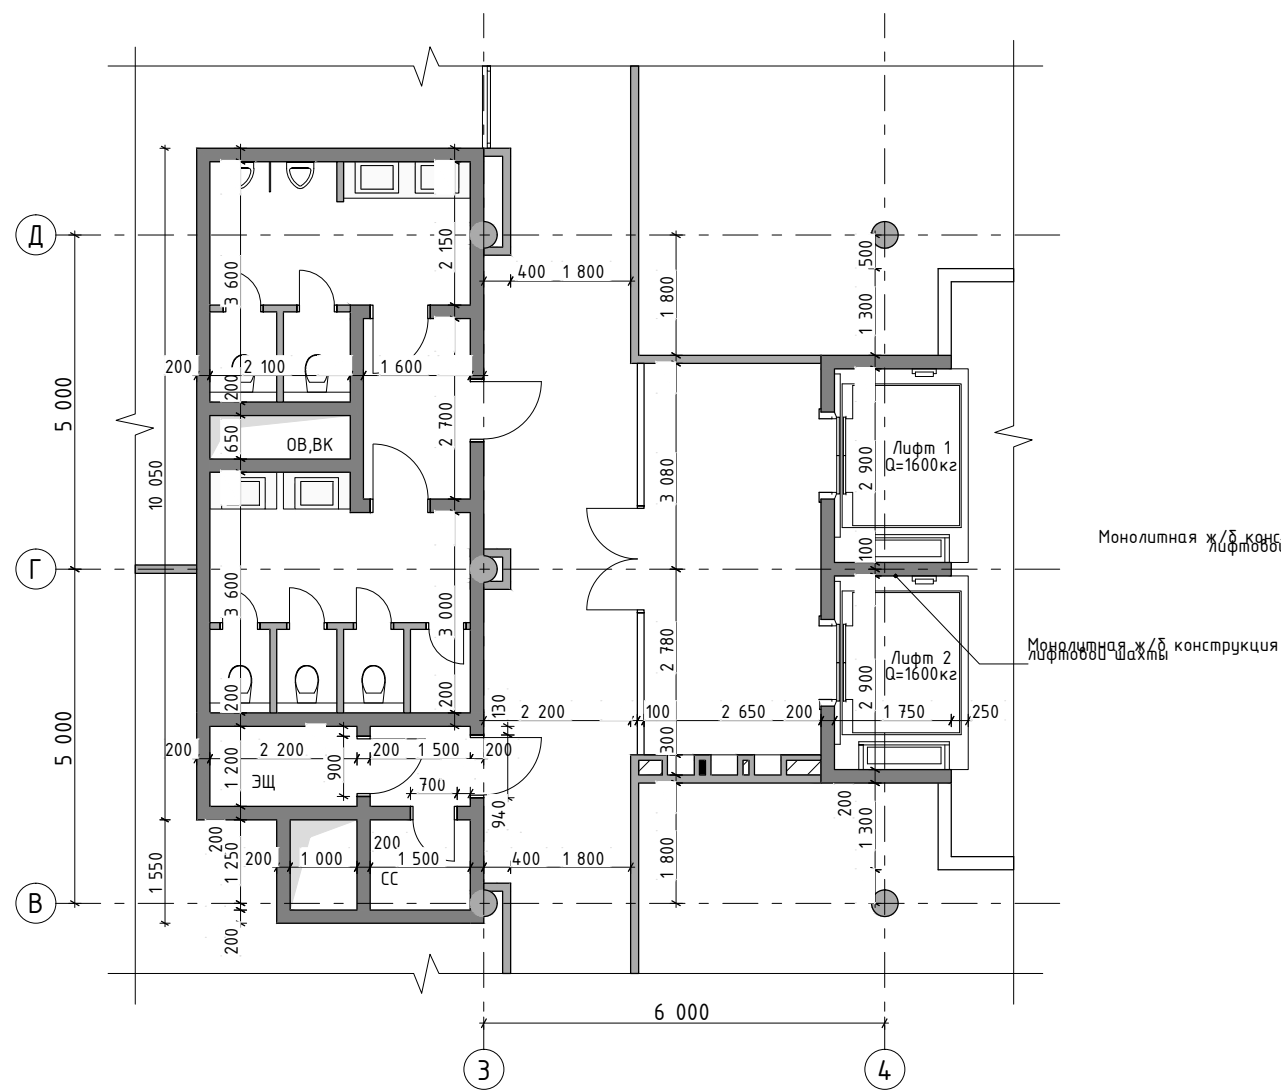 Д
500
2 150
3 600
400 1 800
1 800
1 300
200 2 100 1 600
200
5 000
2 700
650
ОВ,ВК
10 050
3 080
2 900
Лифт 1
Q=1600кг
Монолитная ж/б конс
лифтовой
100
Г
3 600
3 000
2 780
Монолитная ж/б конструкция
лифтовой шахты
Лифт 2
Q=1600кг
2 900
200
200
130
2 200 100 2 650 200 1 750 250
5 000
200 2 200 200 1 500 200
300
1 200
900
ЭЩ
700
940
200
200
1 300
200
1 550
1 250
200 1 000 1 500 400 1 800
1 800
СС
В
200
6 000
3
4